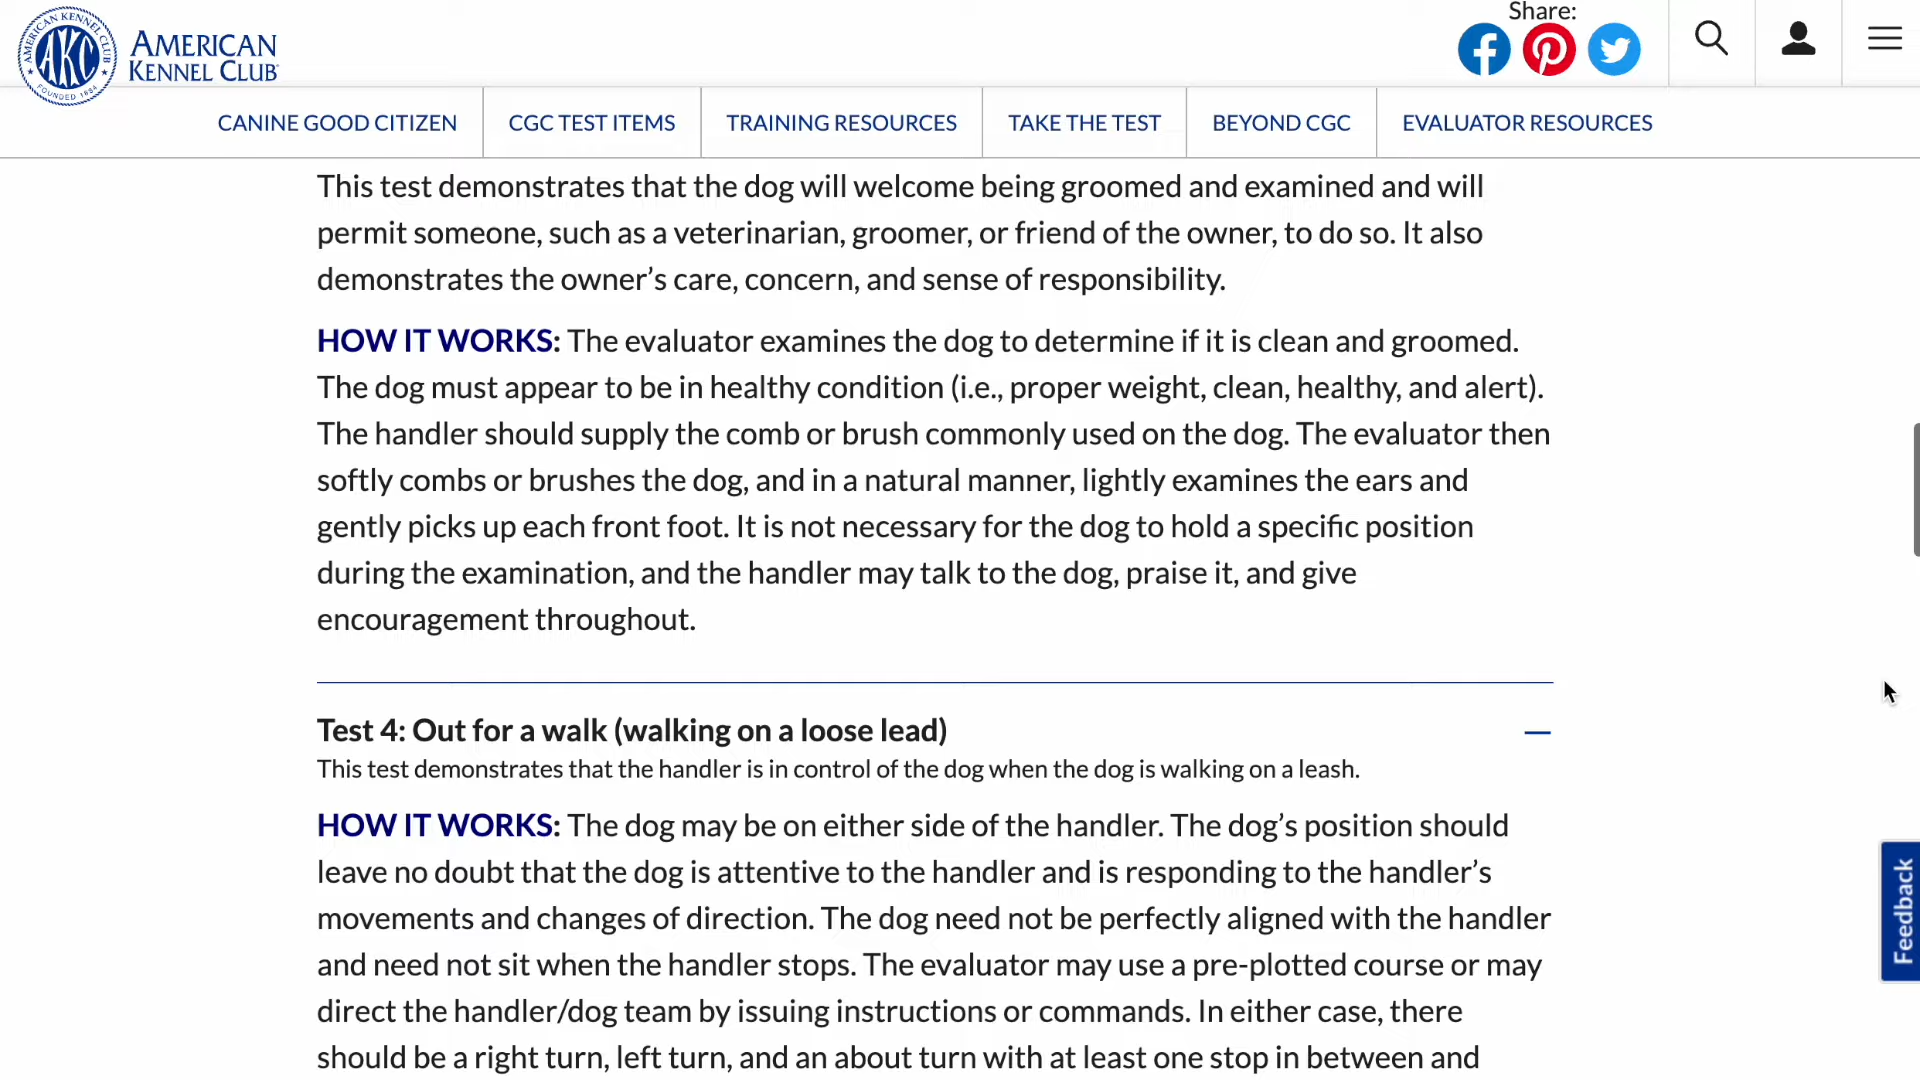 Share:
AMERICAN KENNEL CLUB
AKC
FOUNDED 1884
AMERICAN
KENNEL CLUB
CANINE GOOD CITIZEN
CGC TEST ITEMS
TRAINING RESOURCES
TAKE THE TEST
BEYOND CGC
EVALUATOR RESOURCES
This test demonstrates that the dog will welcome being groomed and examined and will
permit someone, such as a veterinarian, groomer, or friend of the owner, to do so. It also
demonstrates the owner’s care, concern, and sense of responsibility.
HOW IT WORKS: The evaluator examines the dog to determine if it is clean and groomed.
The dog must appear to be in healthy condition (i.e., proper weight, clean, healthy, and alert).
The handler should supply the comb or brush commonly used on the dog. The evaluator then
softly combs or brushes the dog, and in a natural manner, lightly examines the ears and
gently picks up each front foot. It is not necessary for the dog to hold a specific position
during the examination, and the handler may talk to the dog, praise it, and give
encouragement throughout.
Test 4: Out for a walk (walking on a loose lead)
This test demonstrates that the handler is in control of the dog when the dog is walking on a leash.
HOW IT WORKS: The dog may be on either side of the handler. The dog’s position should
leave no doubt that the dog is attentive to the handler and is responding to the handler’s
movements and changes of direction. The dog need not be perfectly aligned with the handler
and need not sit when the handler stops. The evaluator may use a pre-plotted course or may
direct the handler/dog team by issuing instructions or commands. In either case, there
should be a right turn, left turn, and an about turn with at least one stop in between and
Feedback